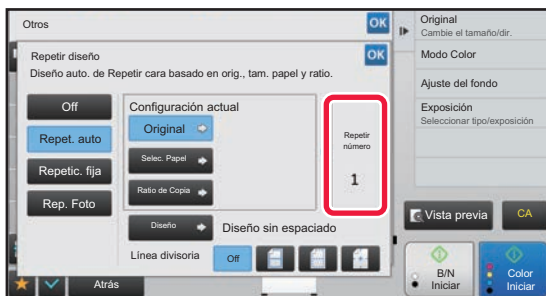 Otros
OK
Repetir diseño
OK
Diseño auto. de Repetir cara basado en orig., tam. papel y ratio.
Off
Repet. auto
Repetic. fija
Rep. Foto
Configuración actual
Original
Selec. Papel
Ratio de Copia
Repetir
número
1
Diseño
Diseño sin espaciado
Línea divisoria
Off
Atrás
Original
Cambie el tamaño/dir.
Modo Color
Ajuste del fondo
Exposición
Seleccionar tipo/exposición
Vista previa
CA
B/N
Iniciar
Color
Iniciar